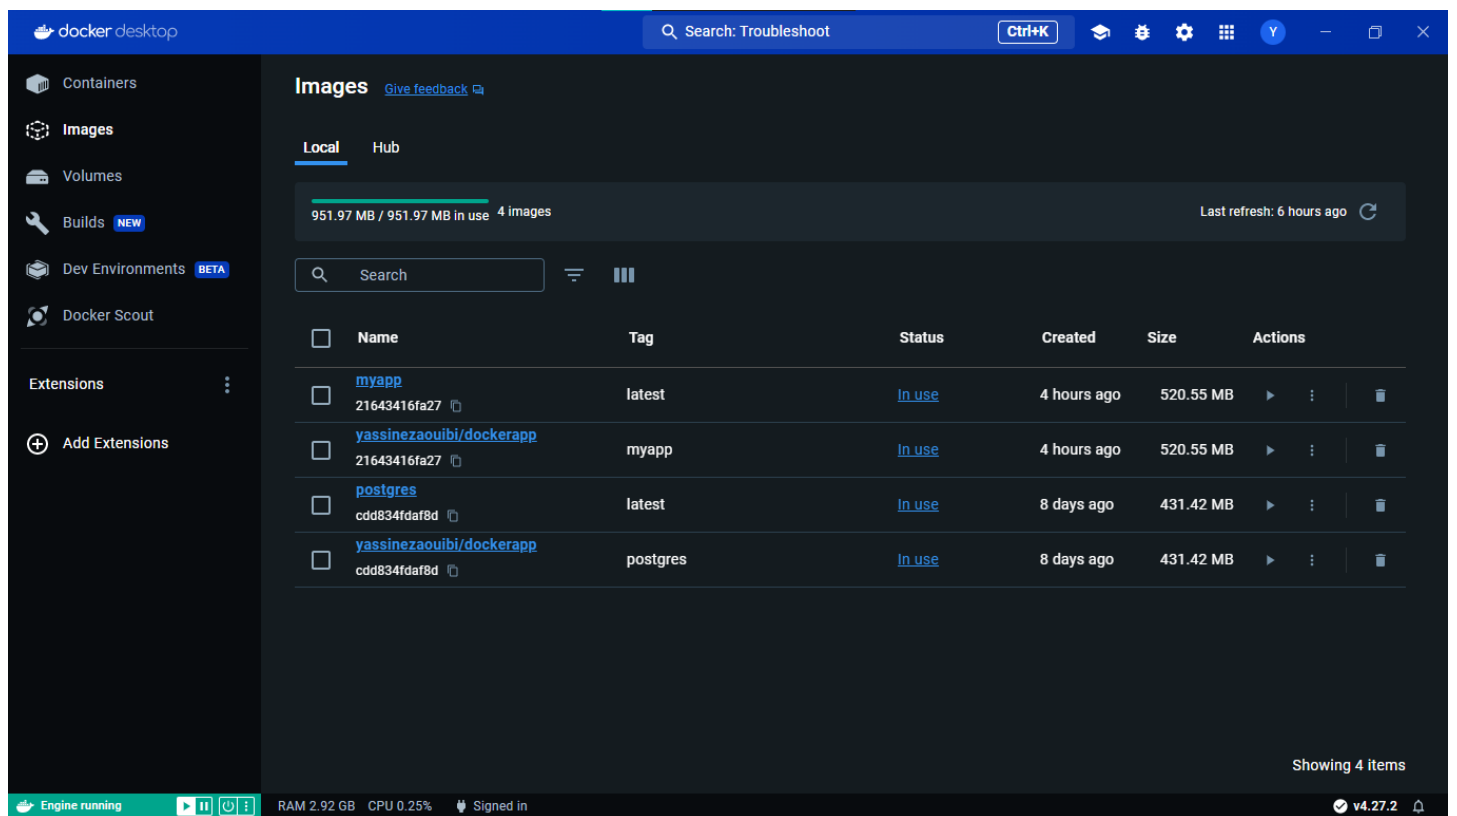 docker desktop
Search: Troubleshoot
Ctrl+K
Y
Containers
Images
Volumes
Builds NEW
Dev Environments BETA
Docker Scout
Extensions
Add Extensions
Images Give feedback
Local Hub
951.97 MB / 951.97 MB in use 4 images
Last refresh: 6 hours ago
Search
Name Tag Status Created Size Actions
myapp
21643416fa27
latest In use 4 hours ago 520.55 MB
yassinezaouibi/dockerapp
21643416fa27
myapp In use 4 hours ago 520.55 MB
postgres
cdd834fdaf8d
latest In use 8 days ago 431.42 MB
yassinezaouibi/dockerapp
cdd834fdaf8d
postgres In use 8 days ago 431.42 MB
Showing 4 items
Engine running
RAM 2.92 GB CPU 0.25% Signed in
v4.27.2